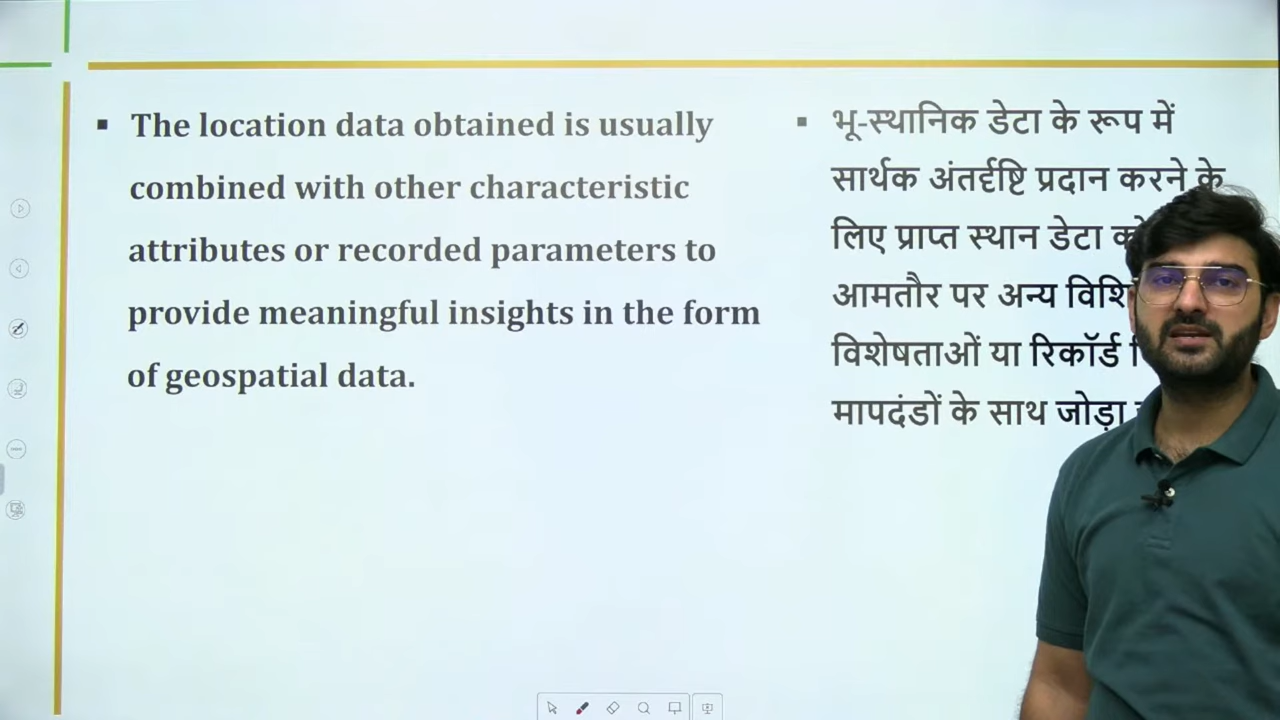 ▪ The location data obtained is usually
combined with other characteristic
attributes or recorded parameters to
provide meaningful insights in the form
of geospatial data.
▪ भू-स्थानिक डेटा के रूप में
सार्थक अंतर्दृष्टि प्रदान करने के
लिए प्राप्त स्थान डेटा
आमतौर पर अन्य
विशेषताओं या रिकॉर्ड
मापदंडों के साथ जोड़ा